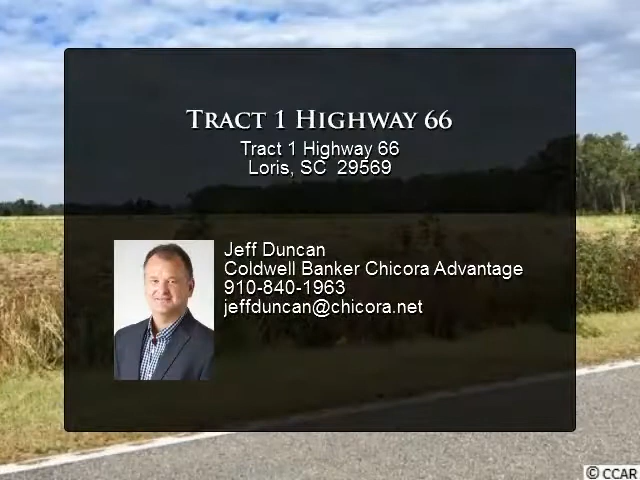 Tract 1 Highway 66
Tract 1 Highway 66
Loris, SC 29569
Jeff Duncan
Coldwell Banker Chicora Advantage
910-840-1963
jeffduncan@chicora.net
© CCAR